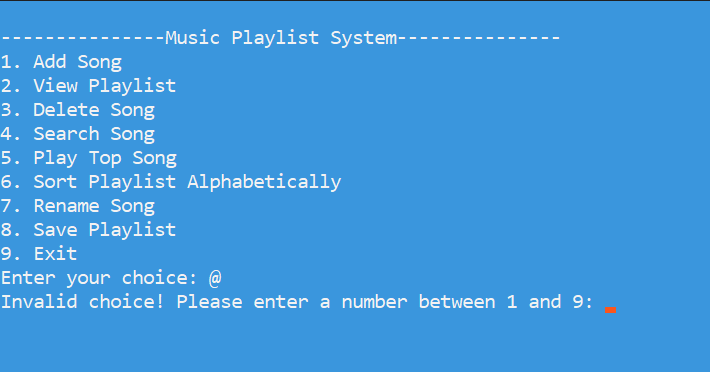 ---------------Music Playlist System---------------
1. Add Song
2. View Playlist
3. Delete Song
4. Search Song
5. Play Top Song
6. Sort Playlist Alphabetically
7. Rename Song
8. Save Playlist
9. Exit
Enter your choice: @
Invalid choice! Please enter a number between 1 and 9: